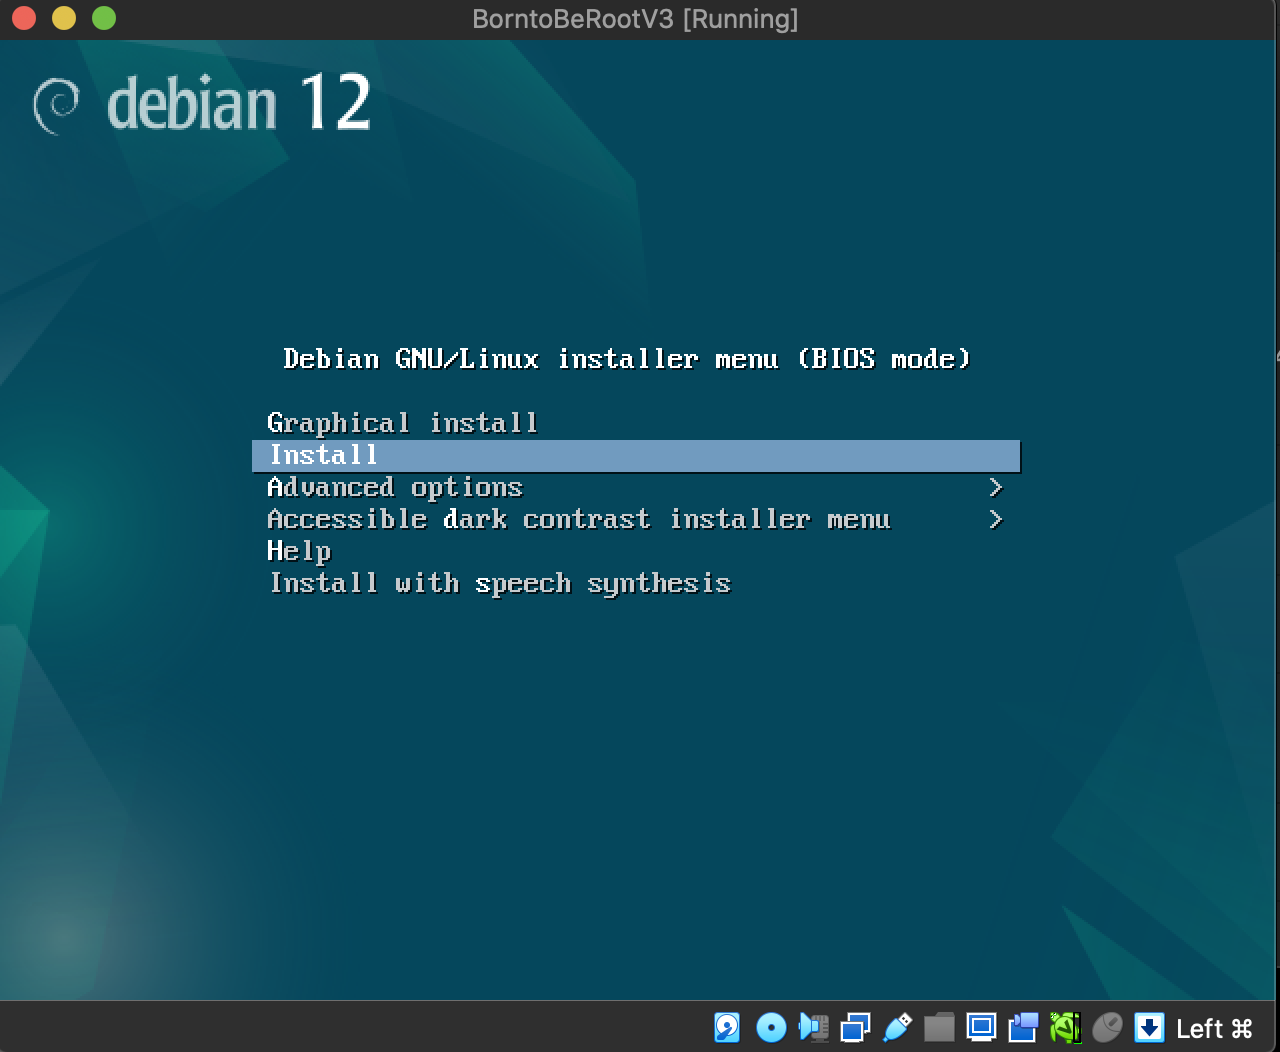 BorntoBeRootV3 [Running]
debian 12
Debian GNU/Linux installer menu (BIOS mode)
Graphical install
Install
Advanced options >
Accessible dark contrast installer menu >
Help
Install with speech synthesis
Left ⌘